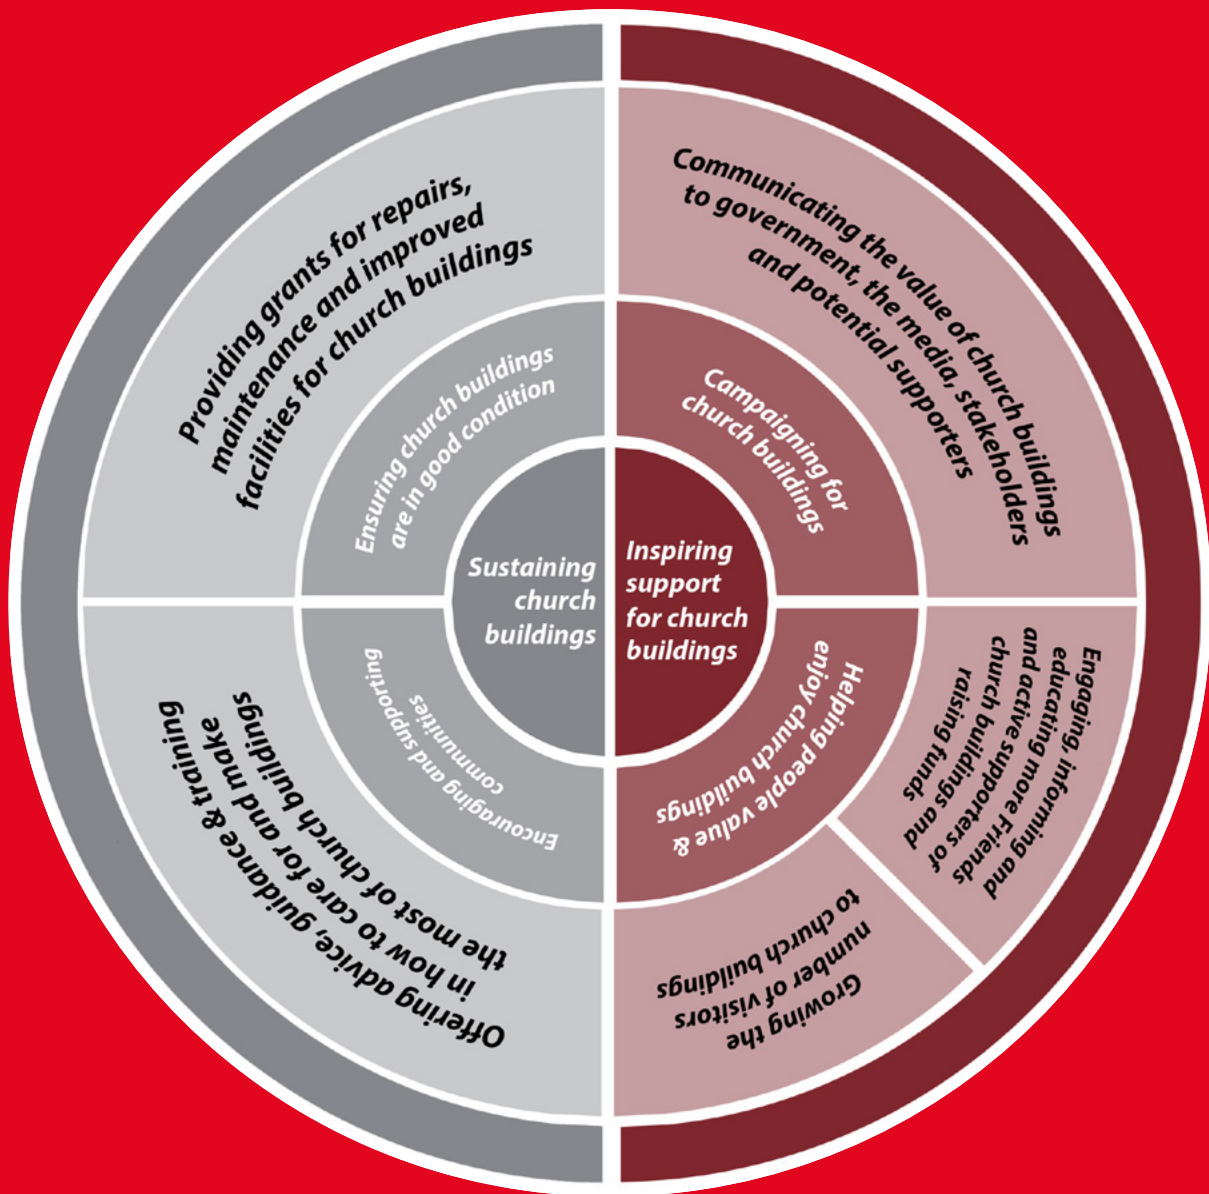 Providing grants for repairs,
maintenance and improved
facilities for church buildings
Communicating the value of church buildings
to government, the media, stakeholders
and potential supporters
Ensuring church buildings
are in good condition
Campaigning for
church buildings
Sustaining
church
buildings
Inspiring
support
for church
buildings
Encouraging and supporting
communities
Helping people value &
enjoy church buildings
Offering advice, guidance & training
in how to care for and make
the most of church buildings
Growing the
number of visitors
to church buildings
Engaging, informing and
educating more Friends
and active supporters of
church buildings and
raising funds